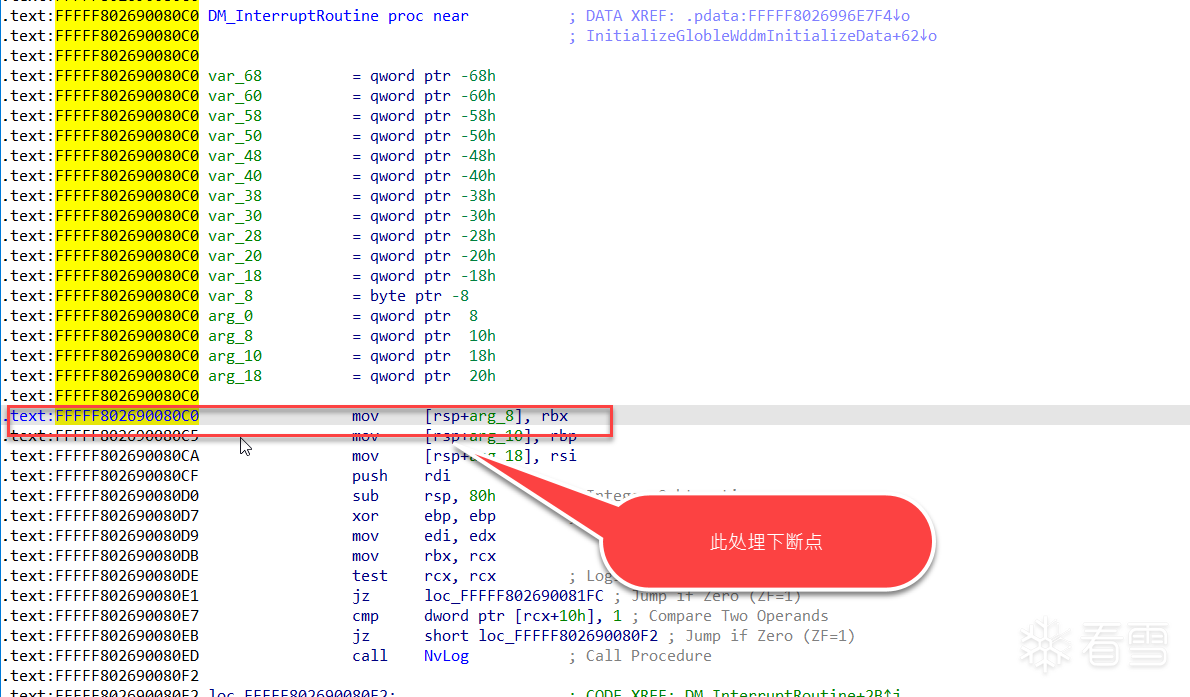 .text:FFFFF802690080C0 DM_InterruptRoutine proc near ; DATA XREF: .pdata:FFFFF8026996E7F4↓o
.text:FFFFF802690080C0 ; InitializeGlobleWddmInitializeData+62↓o
.text:FFFFF802690080C0
.text:FFFFF802690080C0 var_68 = qword ptr -68h
.text:FFFFF802690080C0 var_60 = qword ptr -60h
.text:FFFFF802690080C0 var_58 = qword ptr -58h
.text:FFFFF802690080C0 var_50 = qword ptr -50h
.text:FFFFF802690080C0 var_48 = qword ptr -48h
.text:FFFFF802690080C0 var_40 = qword ptr -40h
.text:FFFFF802690080C0 var_38 = qword ptr -38h
.text:FFFFF802690080C0 var_30 = qword ptr -30h
.text:FFFFF802690080C0 var_28 = qword ptr -28h
.text:FFFFF802690080C0 var_20 = qword ptr -20h
.text:FFFFF802690080C0 var_18 = qword ptr -18h
.text:FFFFF802690080C0 var_8 = byte ptr -8
.text:FFFFF802690080C0 arg_0 = qword ptr 8
.text:FFFFF802690080C0 arg_8 = qword ptr 10h
.text:FFFFF802690080C0 arg_10 = qword ptr 18h
.text:FFFFF802690080C0 arg_18 = qword ptr 20h
.text:FFFFF802690080C0
.text:FFFFF802690080C0 mov [rsp+arg_8], rbx
.text:FFFFF802690080C5 mov [rsp+arg_10], rbp
.text:FFFFF802690080CA mov [rsp+arg_18], rsi
.text:FFFFF802690080CF push rdi
.text:FFFFF802690080D0 sub rsp, 80h
.text:FFFFF802690080D7 xor ebp, ebp
.text:FFFFF802690080D9 mov edi, edx
此处埋下断点
.text:FFFFF802690080DB mov rbx, rcx
.text:FFFFF802690080DE test rcx, rcx
.text:FFFFF802690080E1 jz loc_FFFFF802690081FC ; Jump if Zero (ZF=1)
.text:FFFFF802690080E7 cmp dword ptr [rcx+10h], 1 ; Compare Two Operands
.text:FFFFF802690080EB jz short loc_FFFFF802690080F2 ; Jump if Zero (ZF=1)
.text:FFFFF802690080ED call NvLog ; Call Procedure
.text:FFFFF802690080F2
.text:FFFFF802690080F2 loc_FFFFF802690080F2: ; CODE XREF: DM_InterruptRoutine+2B↑j
看雪